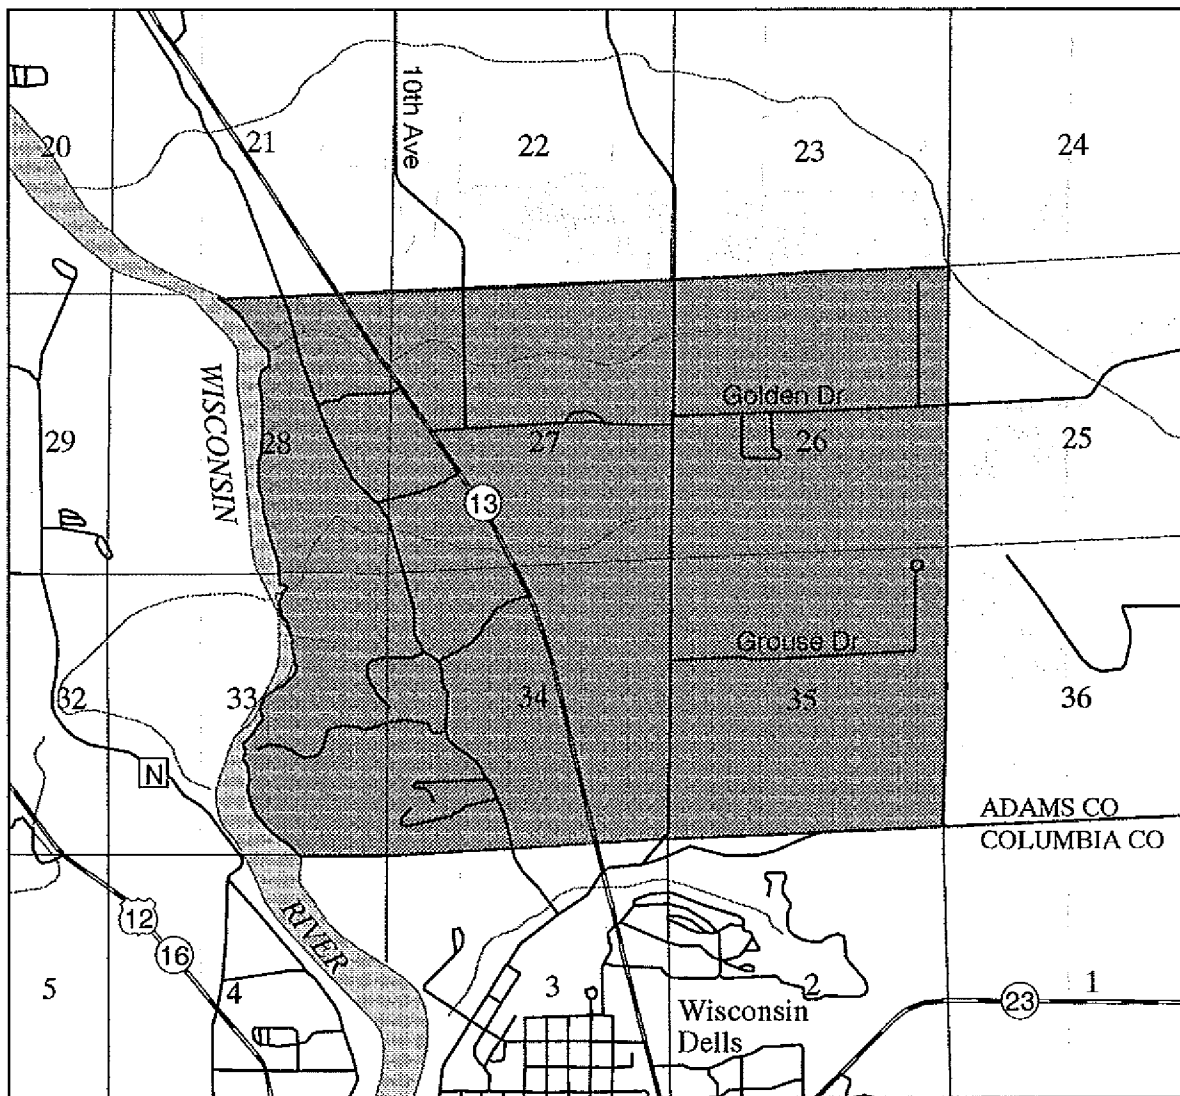 10th Ave
20
21
22
23
24
WISCONSIN
Golden Dr
29
28
27
26
25
13
Grouse Dr
32
33
34
35
36
N
ADAMS CO
COLUMBIA CO
12
16
RIVER
5
4
3
2
1
23
Wisconsin
Dells